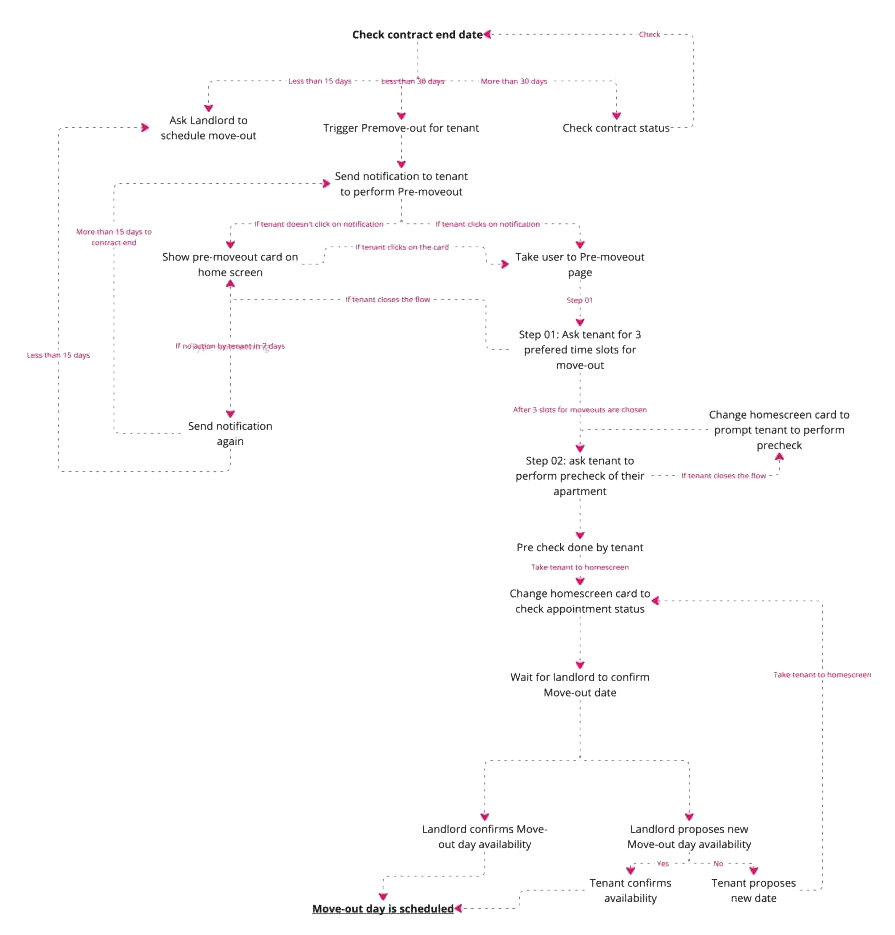 Check contract end date
Check
Less than 15 days
Less than 30 days
More than 30 days
Ask Landlord to
schedule move-out
Trigger Premove-out for tenant
Check contract status
Send notification to tenant
to perform Pre-moveout
If tenant doesn't click on notification
If tenant clicks on notification
More than 15 days to
contract end
Show pre-moveout card on
home screen
If tenant clicks on the card
Take user to Pre-moveout
page
If tenant closes the flow
Step 01
Step 01: Ask tenant for 3
prefered time slots for
move-out
If no action by tenant in 7 days
Less than 15 days
After 3 slots for moveouts are chosen
Change homescreen card to
prompt tenant to perform
precheck
Send notification
again
Step 02: ask tenant to
perform precheck of their
apartment
If tenant closes the flow
Pre check done by tenant
Take tenant to homescreen
Change homescreen card to
check appointment status
Wait for landlord to confirm
Move-out date
Take tenant to homescreen
Landlord confirms Move-
out day availability
Landlord proposes new
Move-out day availability
Yes
No
Tenant confirms
availability
Tenant proposes
new date
Move-out day is scheduled